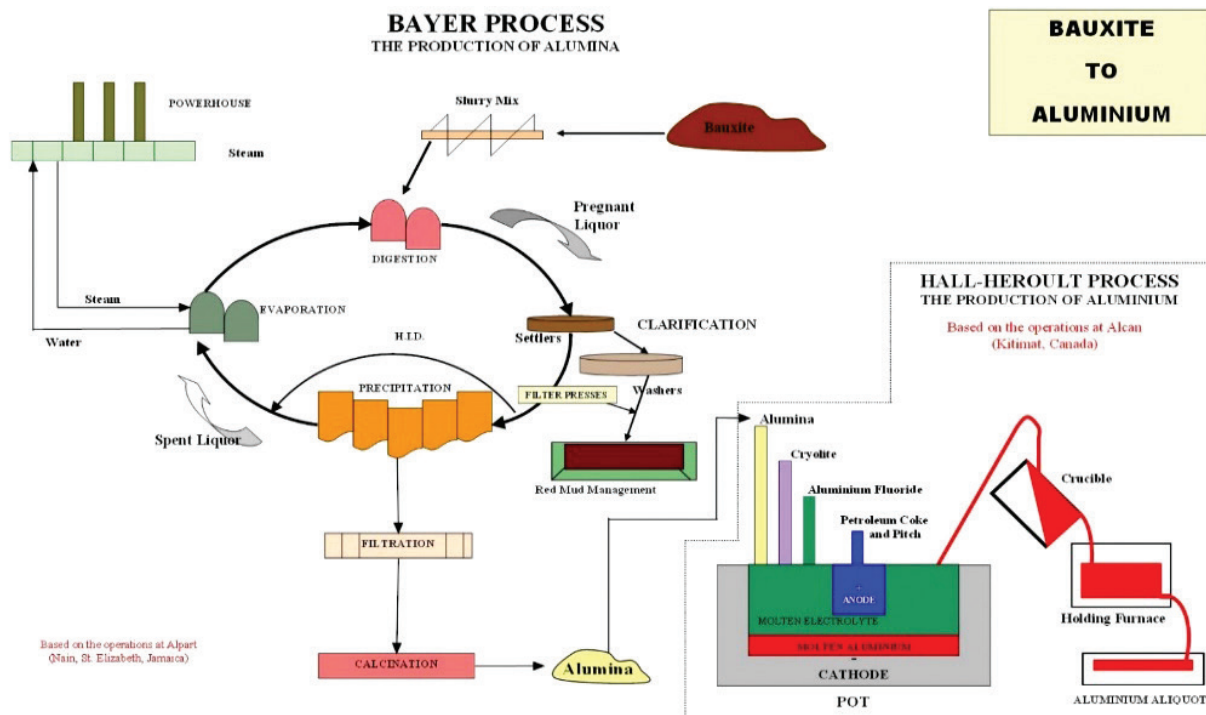 BAYER PROCESS
THE PRODUCTION OF ALUMINA
BAUXITE
TO
ALUMINIUM
POWERHOUSE
Steam
Slurry Mix
Bauxite
Pregnant
Liquor
DIGESTION
Steam
EVAPORATION
Water
H.I.D.
Settlers
CLARIFICATION
Washers
PRECIPITATION
FILTER PRESSES
Spent Liquor
Red Mud Management
FILTRATION
CALCINATION
Alumina
Based on the operations at Alpart
(Nain, St. Elizabeth, Jamaica)
HALL-HEROULT PROCESS
THE PRODUCTION OF ALUMINIUM
Based on the operations at Alcan
(Kitimat, Canada)
Alumina
Cryolite
Aluminium Fluoride
Petroleum Coke
and Pitch
Crucible
-
ANODE
MOLTEN ELECTROLYTE
MOLTEN ALUMINIUM
-
CATHODE
POT
Holding Furnace
ALUMINIUM ALIQUOT